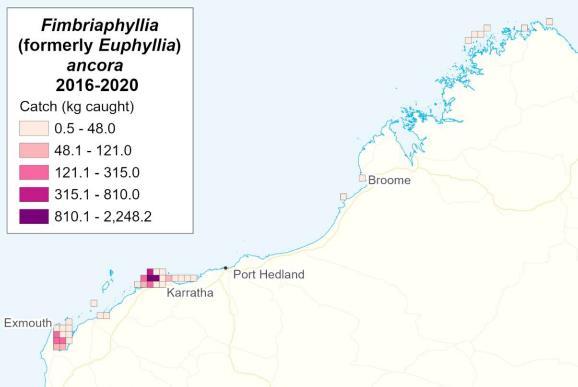 Fimbriaphyllia
(formerly Euphyllia)
ancora
2016-2020
Catch (kg caught)
0.5 - 48.0
48.1 - 121.0
121.1 - 315.0
315.1 - 810.0
810.1 - 2,248.2
Broome
Port Hedland
Karratha
Exmouth